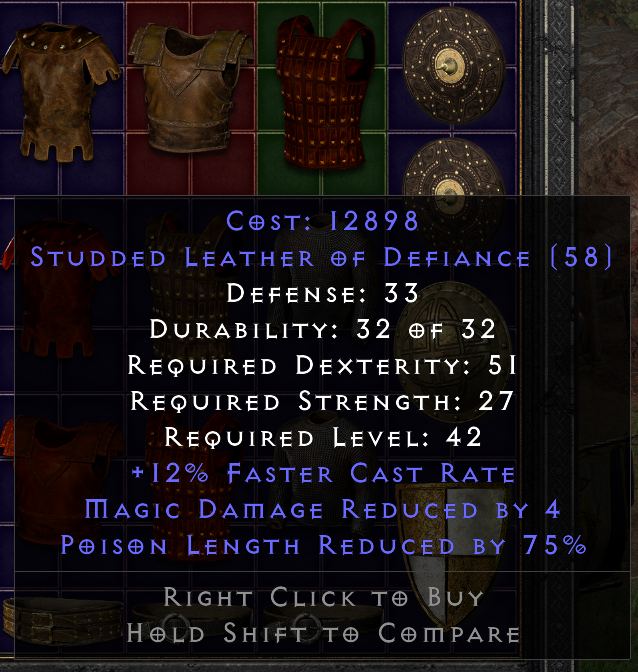 Cost: 12898
Studded Leather of Defiance (58)
Defense: 33
Durability: 32 of 32
Required Dexterity: 51
Required Strength: 27
Required Level: 42
+12% Faster Cast Rate
Magic Damage Reduced by 4
Poison Length Reduced by 75%
Right Click to Buy
Hold Shift to Compare